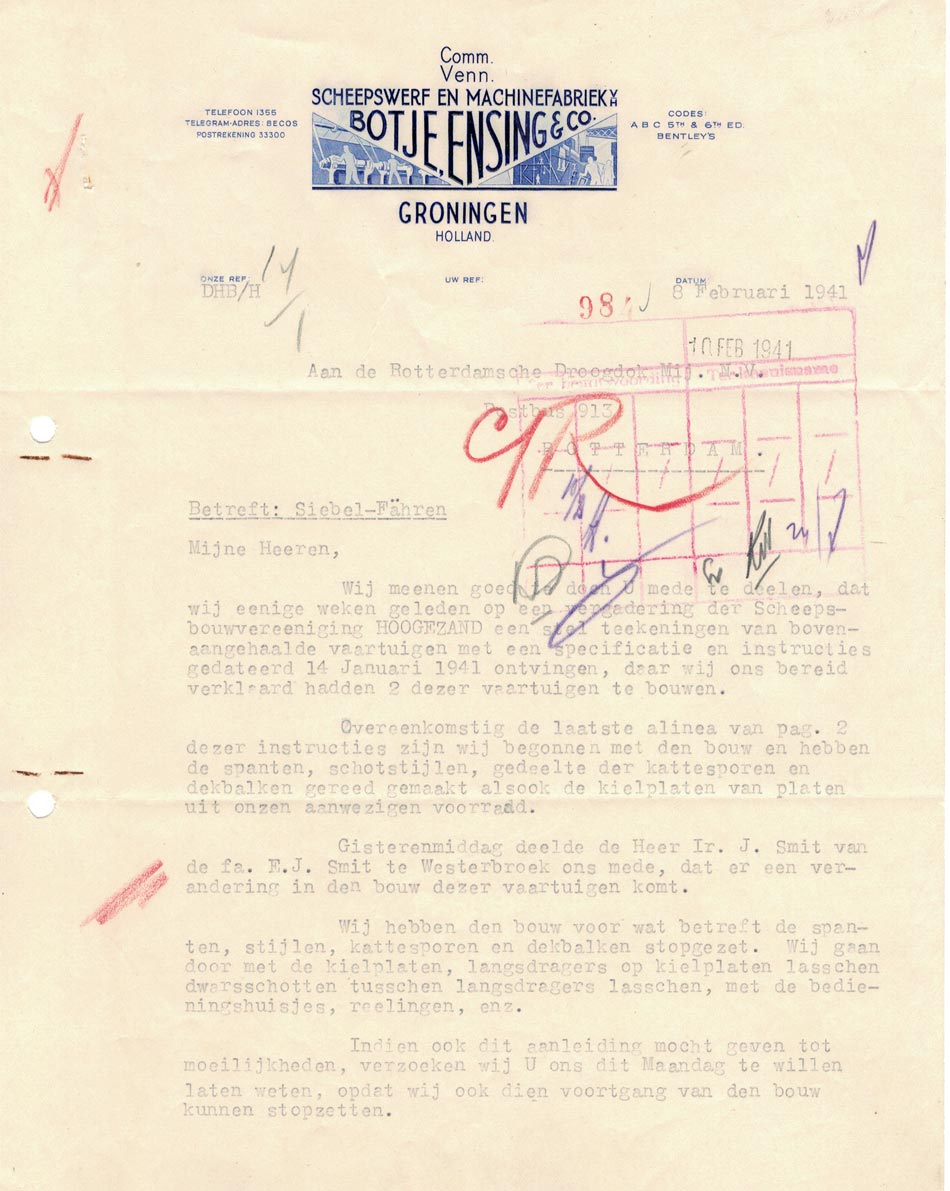 Comm.
Venn.
SCHEEPSWERF EN MACHINEFABRIEK V/H
BOTJE, ENSING & CO.
GRONINGEN
HOLLAND.
TELEFOON 1355
TELEGRAM-ADRES: BECOS
POSTREKENING 33300
CODES:
ABC 5TH & 6TH ED.
BENTLEY'S
ONZE REF:
DHB/H
UW REF:
DATUM
8 Februari 1941
984
10 FEB 1941
Ter beantwoording Ter kennisname
Aan de Rotterdamsche Droogdok Mij. N.V.
Postbus 913
ROTTERDAM.
Betreft: Siebel-Fähren
Mijne Heeren,
Wij meenen goed te doen U mede te deelen, dat
wij eenige weken geleden op een vergadering der Scheeps-
bouwvereeniging HOOGEZAND een stel teekeningen van boven-
aangehaalde vaartuigen met een specificatie en instructies
gedateerd 14 Januari 1941 ontvingen, daar wij ons bereid
verklaard hadden 2 dezer vaartuigen te bouwen.
Overeenkomstig de laatste alinea van pag. 2
dezer instructies zijn wij begonnen met den bouw en hebben
de spanten, schotstijlen, gedeelte der kattesporen en
dekbalken gereed gemaakt alsook de kielplaten van platen
uit onzen aanwezigen voorraad.
Gisterenmiddag deelde de Heer Ir. J. Smit van
de fa. E.J. Smit te Westerbroek ons mede, dat er een ver-
andering in den bouw dezer vaartuigen komt.
Wij hebben den bouw voor wat betreft de span-
ten, stijlen, kattesporen en dekbalken stopgezet. Wij gaan
door met de kielplaten, langsdragers op kielplaten lasschen
dwarsschotten tusschen langsdragers lasschen, met de bedie-
ningshuisjes, reelingen, enz.
Indien ook dit aanleiding mocht geven tot
moeilijkheden, verzoeken wij U ons dit Maandag te willen
laten weten, opdat wij ook dien voortgang van den bouw
kunnen stopzetten.